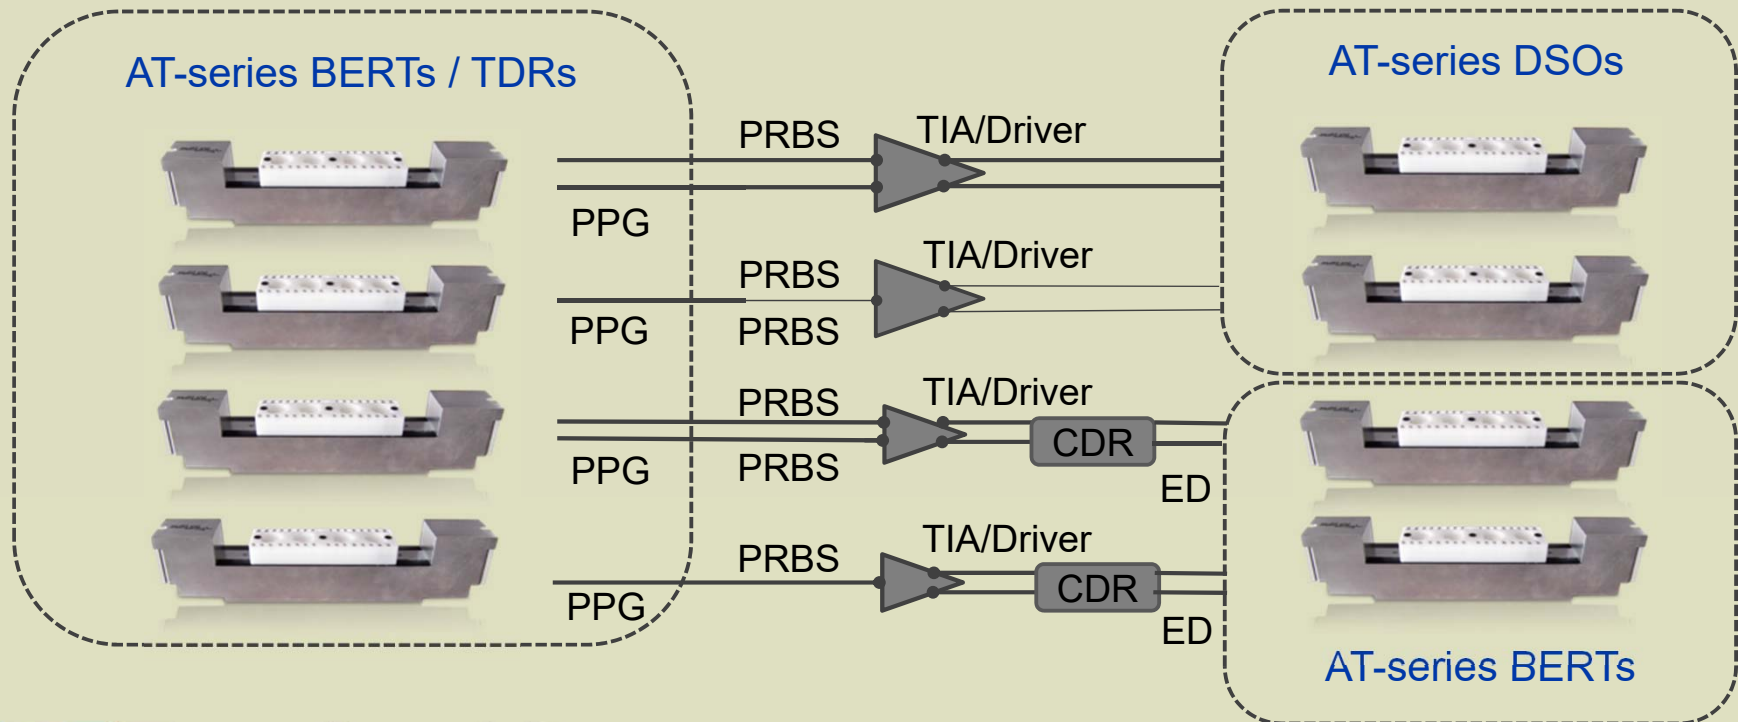 AT-series BERTs / TDRs
AT-series DSOs
PRBS
TIA/Driver
PPG
PRBS
TIA/Driver
PPG
PRBS
PRBS
TIA/Driver
CDR
PPG
PRBS
ED
PRBS
TIA/Driver
CDR
PPG
ED
AT-series BERTs